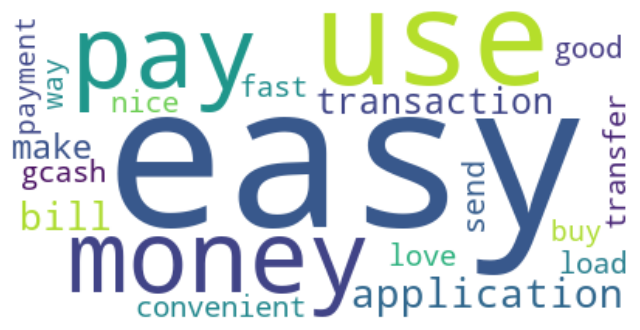 payment
way
pay
nice
fast
use
good
transaction
make
gcash
easy
send
transfer
bill
buy
money
love
load
application
convenient